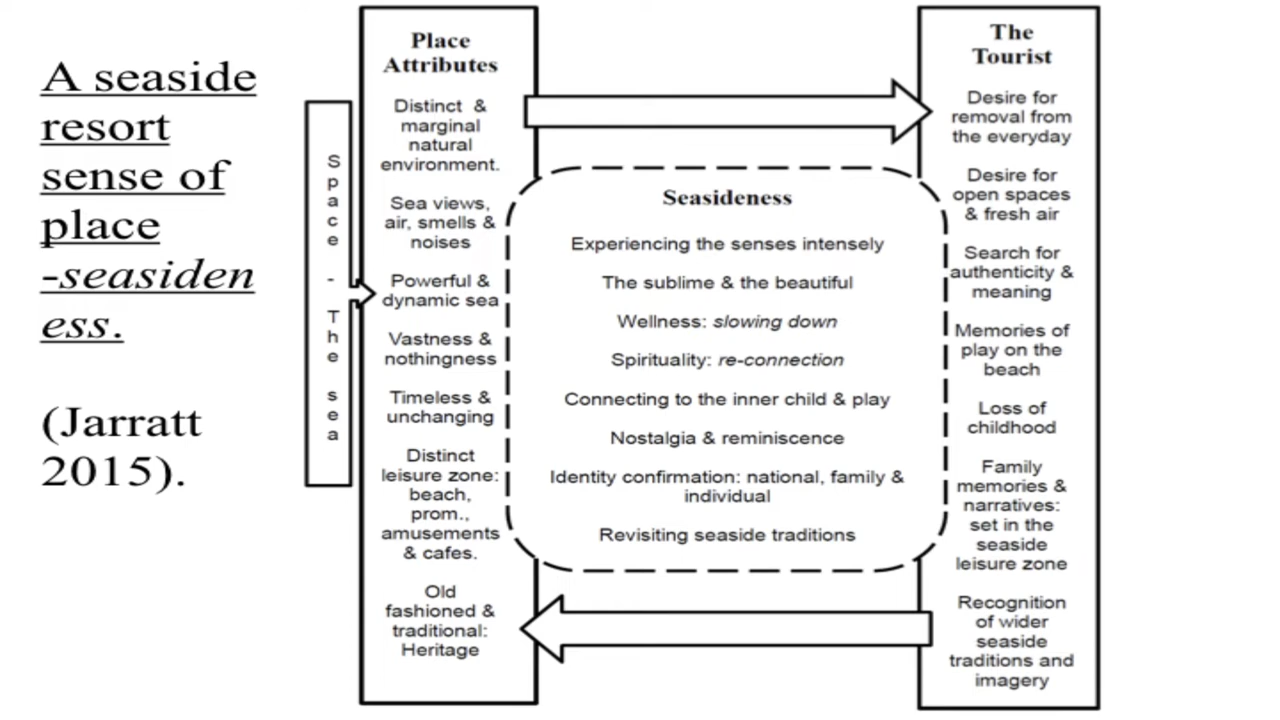 A seaside
resort
sense of
place
-seasiden
ess.
(Jarratt
2015).
Space - The sea
Place
Attributes
Distinct &
marginal
natural
environment.
Sea views,
air, smells &
noises
Powerful &
dynamic sea
Vastness &
nothingness
Timeless &
unchanging
Distinct
leisure zone:
beach,
prom.,
amusements
& cafes.
Old
fashioned &
traditional:
Heritage
Seasideness
Experiencing the senses intensely
The sublime & the beautiful
Wellness: slowing down
Spirituality: re-connection
Connecting to the inner child & play
Nostalgia & reminiscence
Identity confirmation: national, family &
individual
Revisiting seaside traditions
The
Tourist
Desire for
removal from
the everyday
Desire for
open spaces
& fresh air
Search for
authenticity &
meaning
Memories of
play on the
beach
Loss of
childhood
Family
memories &
narratives:
set in the
seaside
leisure zone
Recognition
of wider
seaside
traditions and
imagery